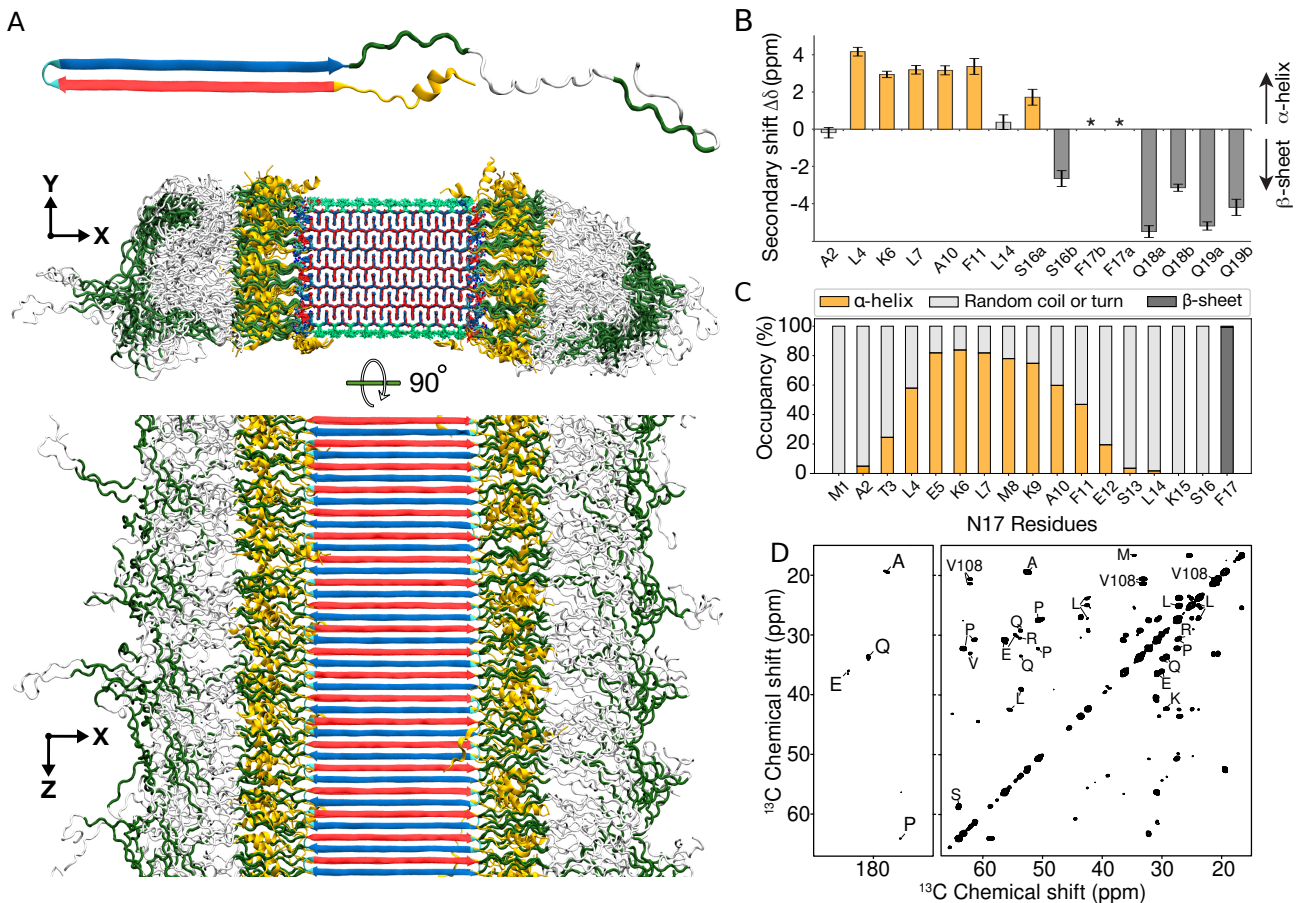 A
Y
X
90°
Z
X
B
Secondary shift Δδ (ppm)
4
2
0
-2
-4
* *
α-helix
β-sheet
A2 L4 K6 L7 A10 F11 L14 S16a S16b F17b F17a Q18a Q18b Q19a Q19b
C
α-helix Random coil or turn β-sheet
Occupancy (%)
100
80
60
40
20
0
M1 A2 T3 L4 E5 K6 L7 M8 K9 A10 F11 E12 S13 L14 K15 S16 F17
N17 Residues
D
13C Chemical shift (ppm)
20
30
40
50
60
A
Q
E
P
180
V108 A M V108 V108
P L L
P Q R R
V E P P
Q Q
E
L K
S
60 50 40 30 20
13C Chemical shift (ppm)